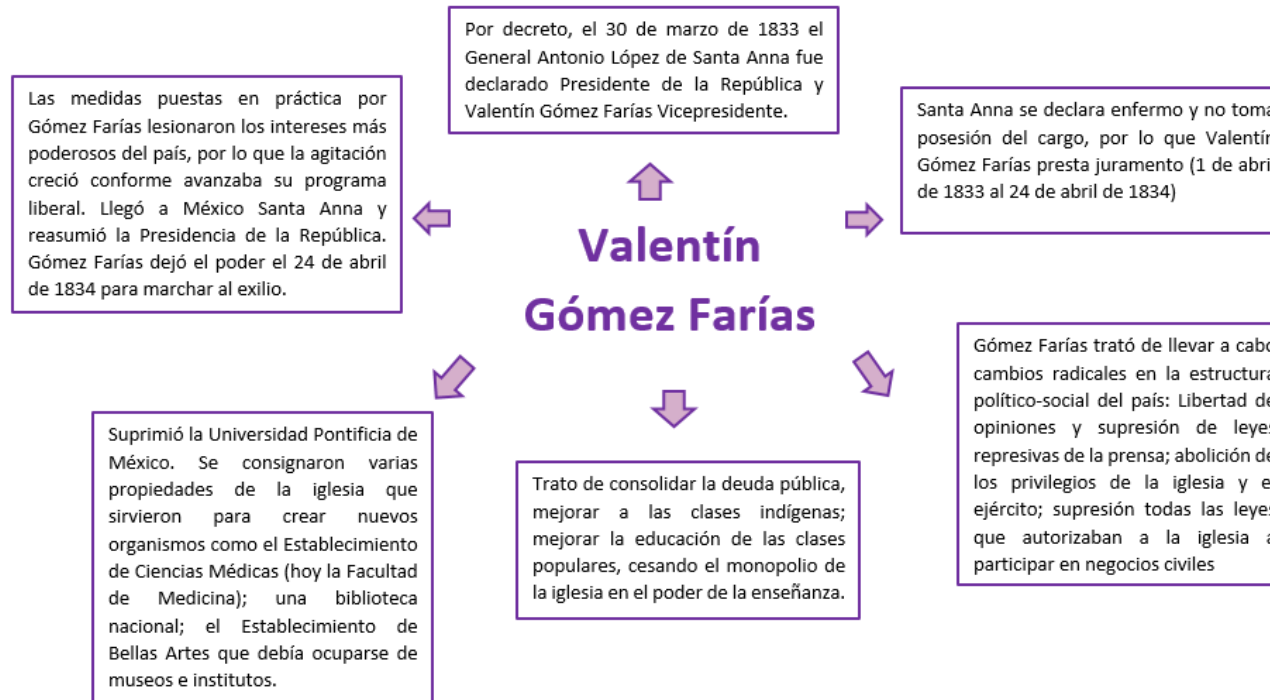 Por decreto, el 30 de marzo de 1833 el
General Antonio López de Santa Anna fue
declarado Presidente de la República y
Valentín Gómez Farías Vicepresidente.
Las medidas puestas en práctica por
Gómez Farías lesionaron los intereses más
poderosos del país, por lo que la agitación
creció conforme avanzaba su programa
liberal. Llegó a México Santa Anna y
reasumió la Presidencia de la República.
Gómez Farías dejó el poder el 24 de abril
de 1834 para marchar al exilio.
Santa Anna se declara enfermo y no toma
posesión del cargo, por lo que Valentín
Gómez Farías presta juramento (1 de abril
de 1833 al 24 de abril de 1834)
Valentín
Gómez Farías
Gómez Farías trató de llevar a cabo
cambios radicales en la estructura
político-social del país: Libertad de
opiniones y supresión de leyes
represivas de la prensa; abolición de
los privilegios de la iglesia y el
ejército; supresión todas las leyes
que autorizaban a la iglesia a
participar en negocios civiles
Suprimió la Universidad Pontificia de
México. Se consignaron varias
propiedades de la iglesia que
sirvieron para crear nuevos
organismos como el Establecimiento
de Ciencias Médicas (hoy la Facultad
de Medicina); una biblioteca
nacional; el Establecimiento de
Bellas Artes que debía ocuparse de
museos e institutos.
Trato de consolidar la deuda pública,
mejorar a las clases indígenas;
mejorar la educación de las clases
populares, cesando el monopolio de
la iglesia en el poder de la enseñanza.